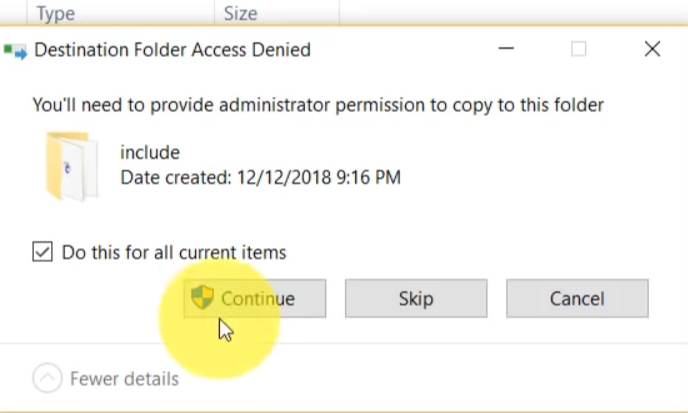 Type Size
Destination Folder Access Denied
You'll need to provide administrator permission to copy to this folder
include
Date created: 12/12/2018 9:16 PM
Do this for all current items
Continue Skip Cancel
Fewer details